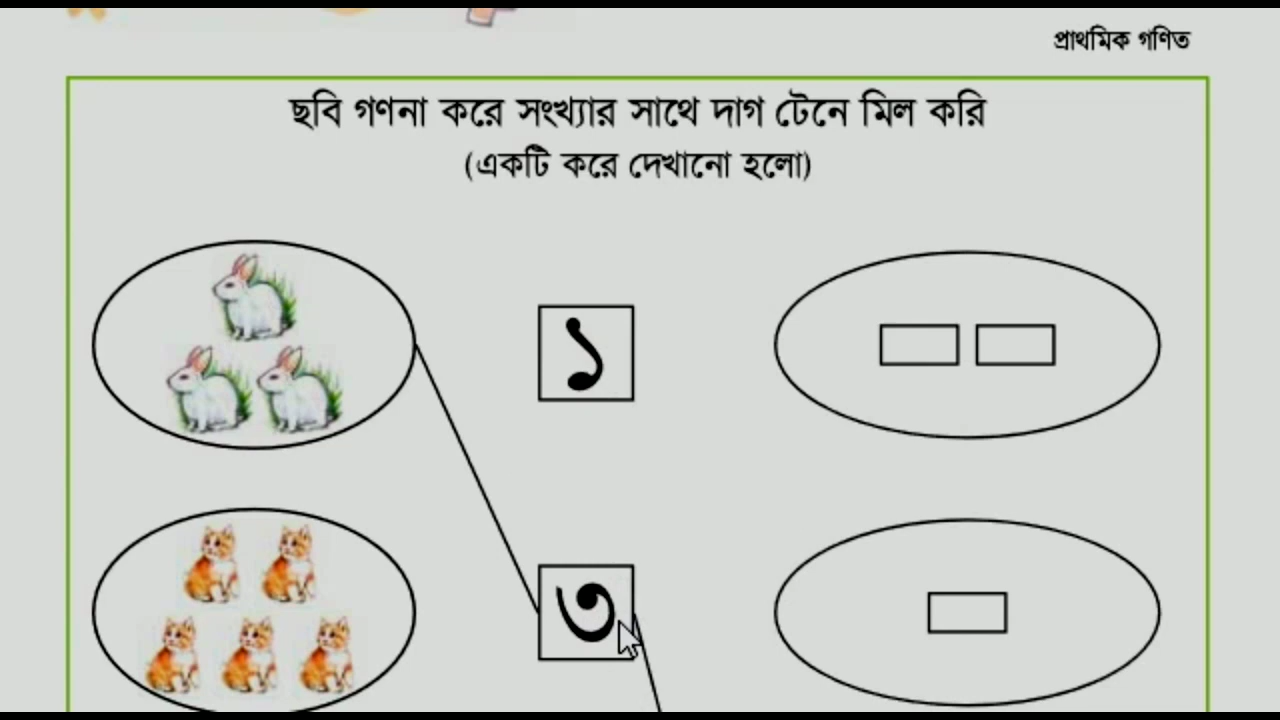 প্রাথমিক গণিত
ছবি গণনা করে সংখ্যার সাথে দাগ টেনে মিল করি
(একটি করে দেখানো হলো)
১
৩